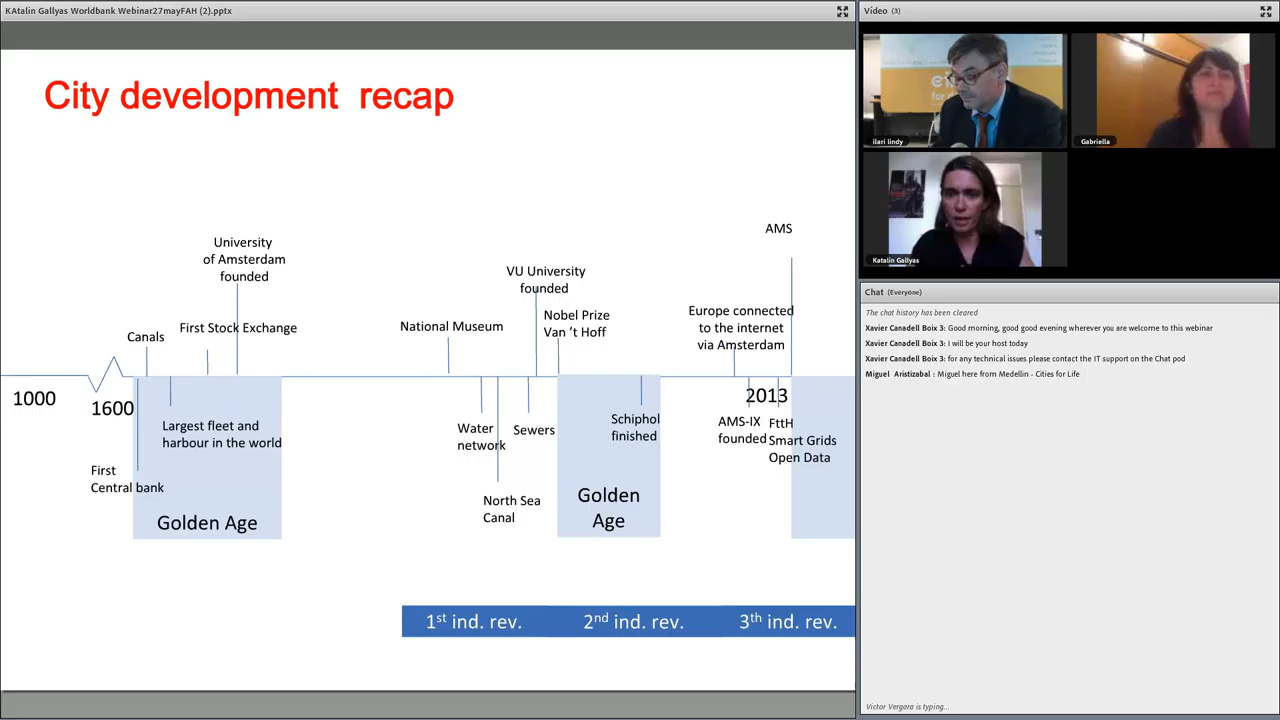 KAtalin Gallyas Worldbank Webinar27mayFAH (2).pptx
City development recap
AMS
University
of Amsterdam
founded
VU University
founded
Nobel Prize
Van 't Hoff
Europe connected
to the internet
via Amsterdam
Canals
First Stock Exchange
National Museum
1000
1600
2013
Largest fleet and
harbour in the world
Water
network
Sewers
Schiphol
finished
AMS-IX
founded
FttH
Smart Grids
Open Data
First
Central bank
North Sea
Canal
Golden Age
Golden
Age
1st ind. rev.
2nd ind. rev.
3th ind. rev.
Vídeo (3)
ilari lindy
Gabriella
Katalin Gallyas
Chat (Everyone)
The chat history has been cleared
Xavier Canadell Boix 3: Good morning, good good evening wherever you are welcome to this webinar
Xavier Canadell Boix 3: I will be your host today
Xavier Canadell Boix 3: for any technical issues please contact the IT support on the Chat pod
Miguel Aristizabal : Miguel here from Medellin - Cities for Life
Victor Vergara is typing...